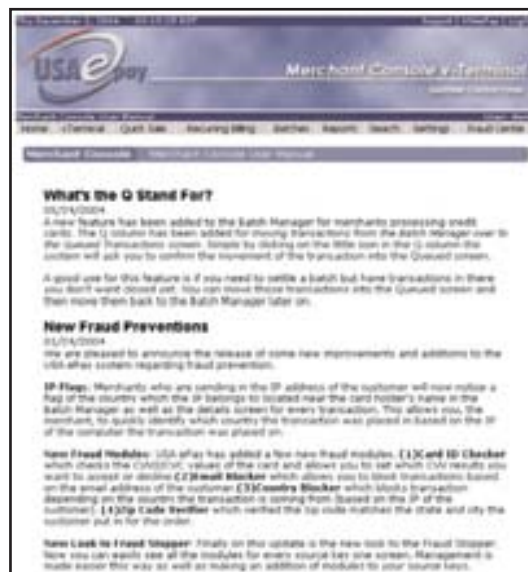 USA ePay
Merchant Console v-Terminal
Merchant Console User Manual
Home vTerminal Quick Sale Recurring Billing Batches Reports Search Settings Fraud Center
Merchant Console Merchant Console User Manual
What's the Q Stand For?
05/24/2004
A new feature has been added to the Batch Manager for merchants processing credit
cards. The Q column has been added for moving transactions from the Batch Manager over to
the Queued Transactions screen. Simple by clicking on the little icon in the Q column the
system will ask you to confirm the movement of the transaction into the Queued screen.
A good use for this feature is if you need to settle a batch but have transactions in there
you don't want closed yet. You can move those transactions into the Queued screen and
then move them back to the Batch Manager later on.
New Fraud Preventions
01/24/2004
We are pleased to announce the release of some new improvements and additions to the
USA ePay system regarding fraud prevention.
IP Flags: Merchants who are sending in the IP address of the customer will now notice a
flag of the country which the IP belongs to located near the card holder's name in the
Batch Manager as well as the details screen for every transaction. This allows you, the
merchant, to quickly identify which country the transaction was placed in based on the IP
of the computer the transaction was placed on.
New Fraud Modules: USA ePay has added a few new fraud modules. (1)Card ID Checker
which checks the values of the card and allows you to set which CVV results you
want to accept or decline (2)Email Blocker which allows you to block transactions based
on the email address of the customer (3)Country Blocker which blocks transaction
depending on the country the transaction is coming from (based on the IP of the
customer). (4)Zip Code Verifier which verified the zip code matches the state and city the
customer put in for the order.
New Look to Fraud Stopper: Finally on this update is the new look to the Fraud Stopper.
Now you can easily see all the modules for every source key one screen. Management is
made easier this way as well as making an addition of modules to your source keys.